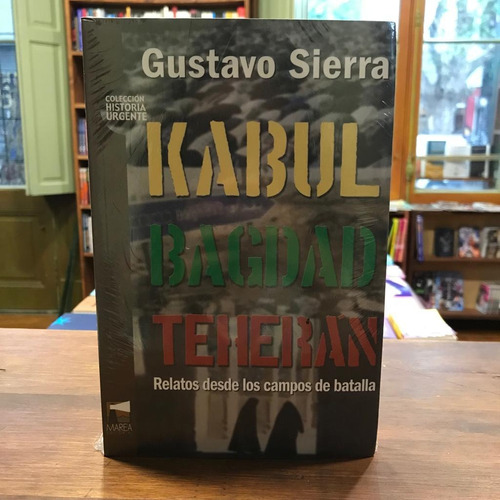 Gustavo Sierra
COLECCIÓN
HISTORIA
URGENTE
KABUL
BAGDAD
TEHERAN
Relatos desde los campos de batalla
MAREA